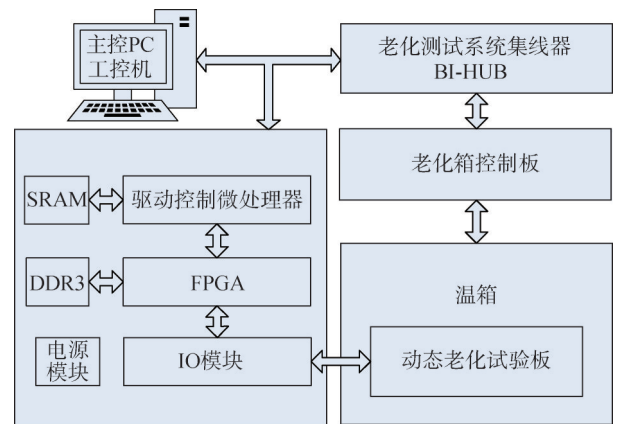 主控PC
工控机
老化测试系统集线器
BI-HUB
老化箱控制板
SRAM
驱动控制微处理器
DDR3
FPGA
温箱
电源
模块
IO模块
动态老化试验板